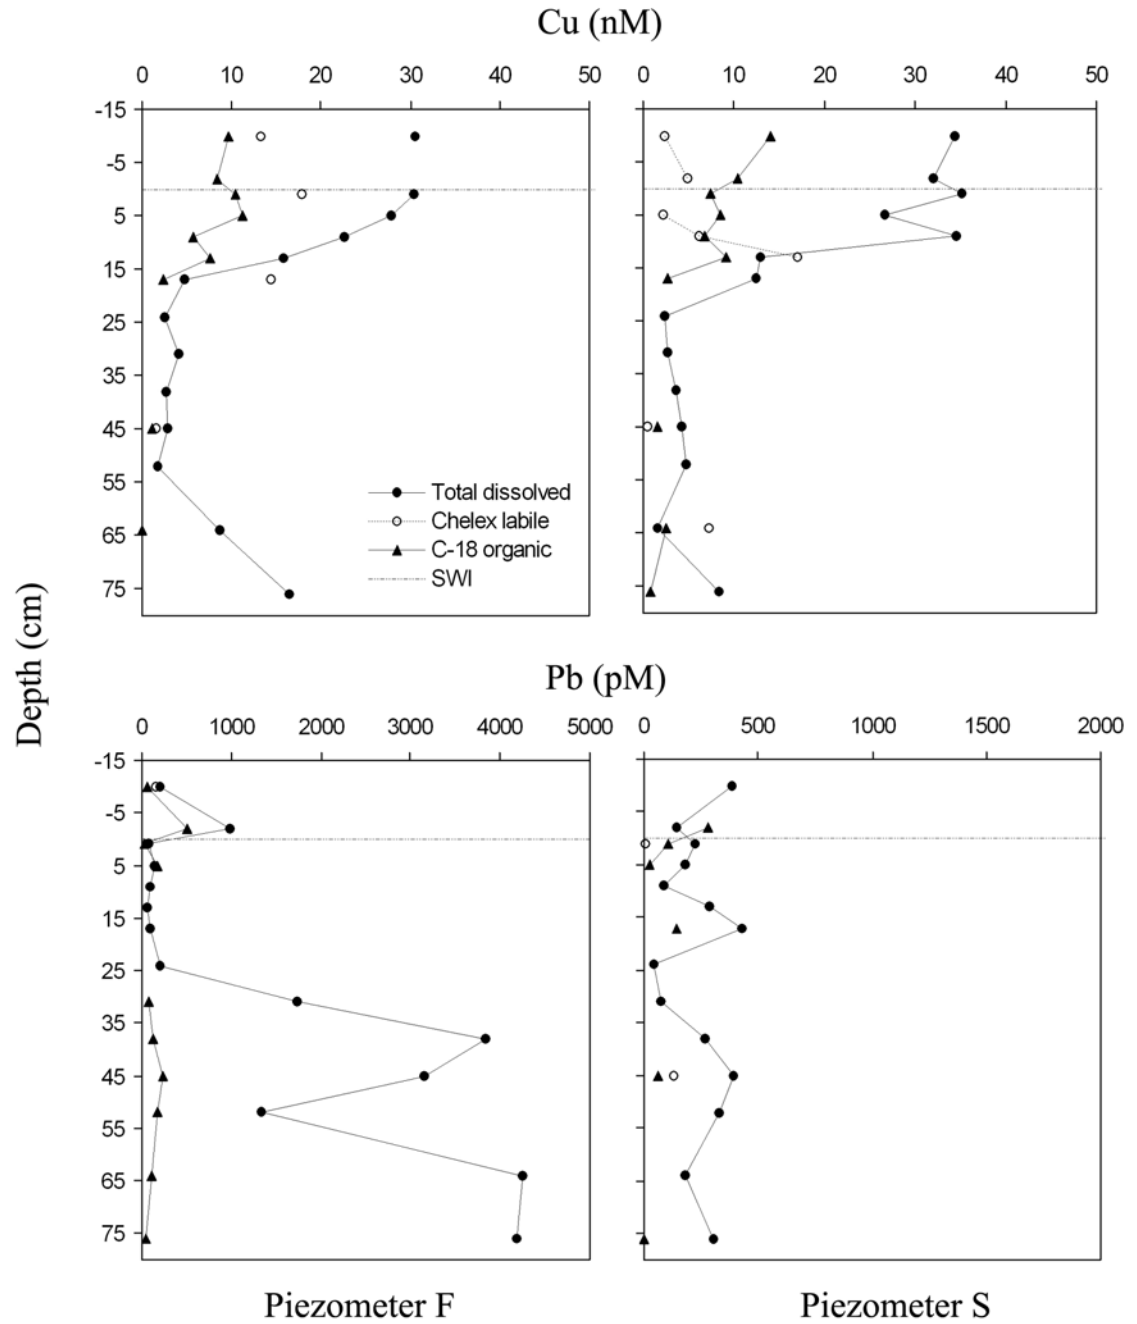 Cu (nM)
0 10 20 30 40 50
0 10 20 30 40 50
-15
-5
5
15
25
35
45
55
65
75
Total dissolved
Chelex labile
C-18 organic
SWI
Depth (cm)
Pb (pM)
0 1000 2000 3000 4000 5000
0 500 1000 1500 2000
-15
-5
5
15
25
35
45
55
65
75
Piezometer F
Piezometer S